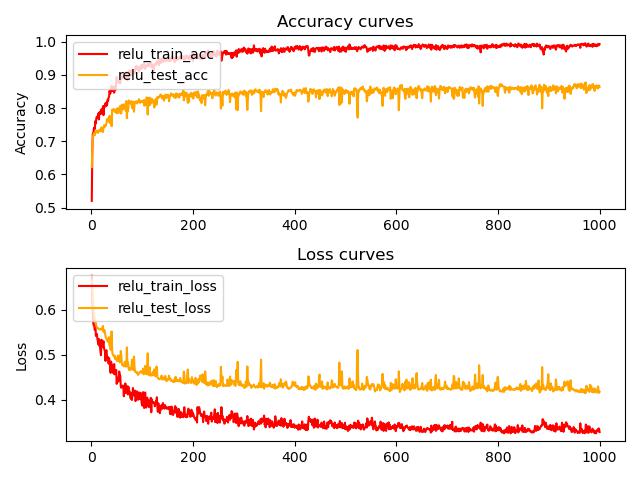 Accuracy curves
1.0
0.9
0.8
0.7
0.6
0.5
Accuracy
relu_train_acc
relu_test_acc
0 200 400 600 800 1000
Loss curves
0.6
0.5
0.4
Loss
relu_train_loss
relu_test_loss
0 200 400 600 800 1000